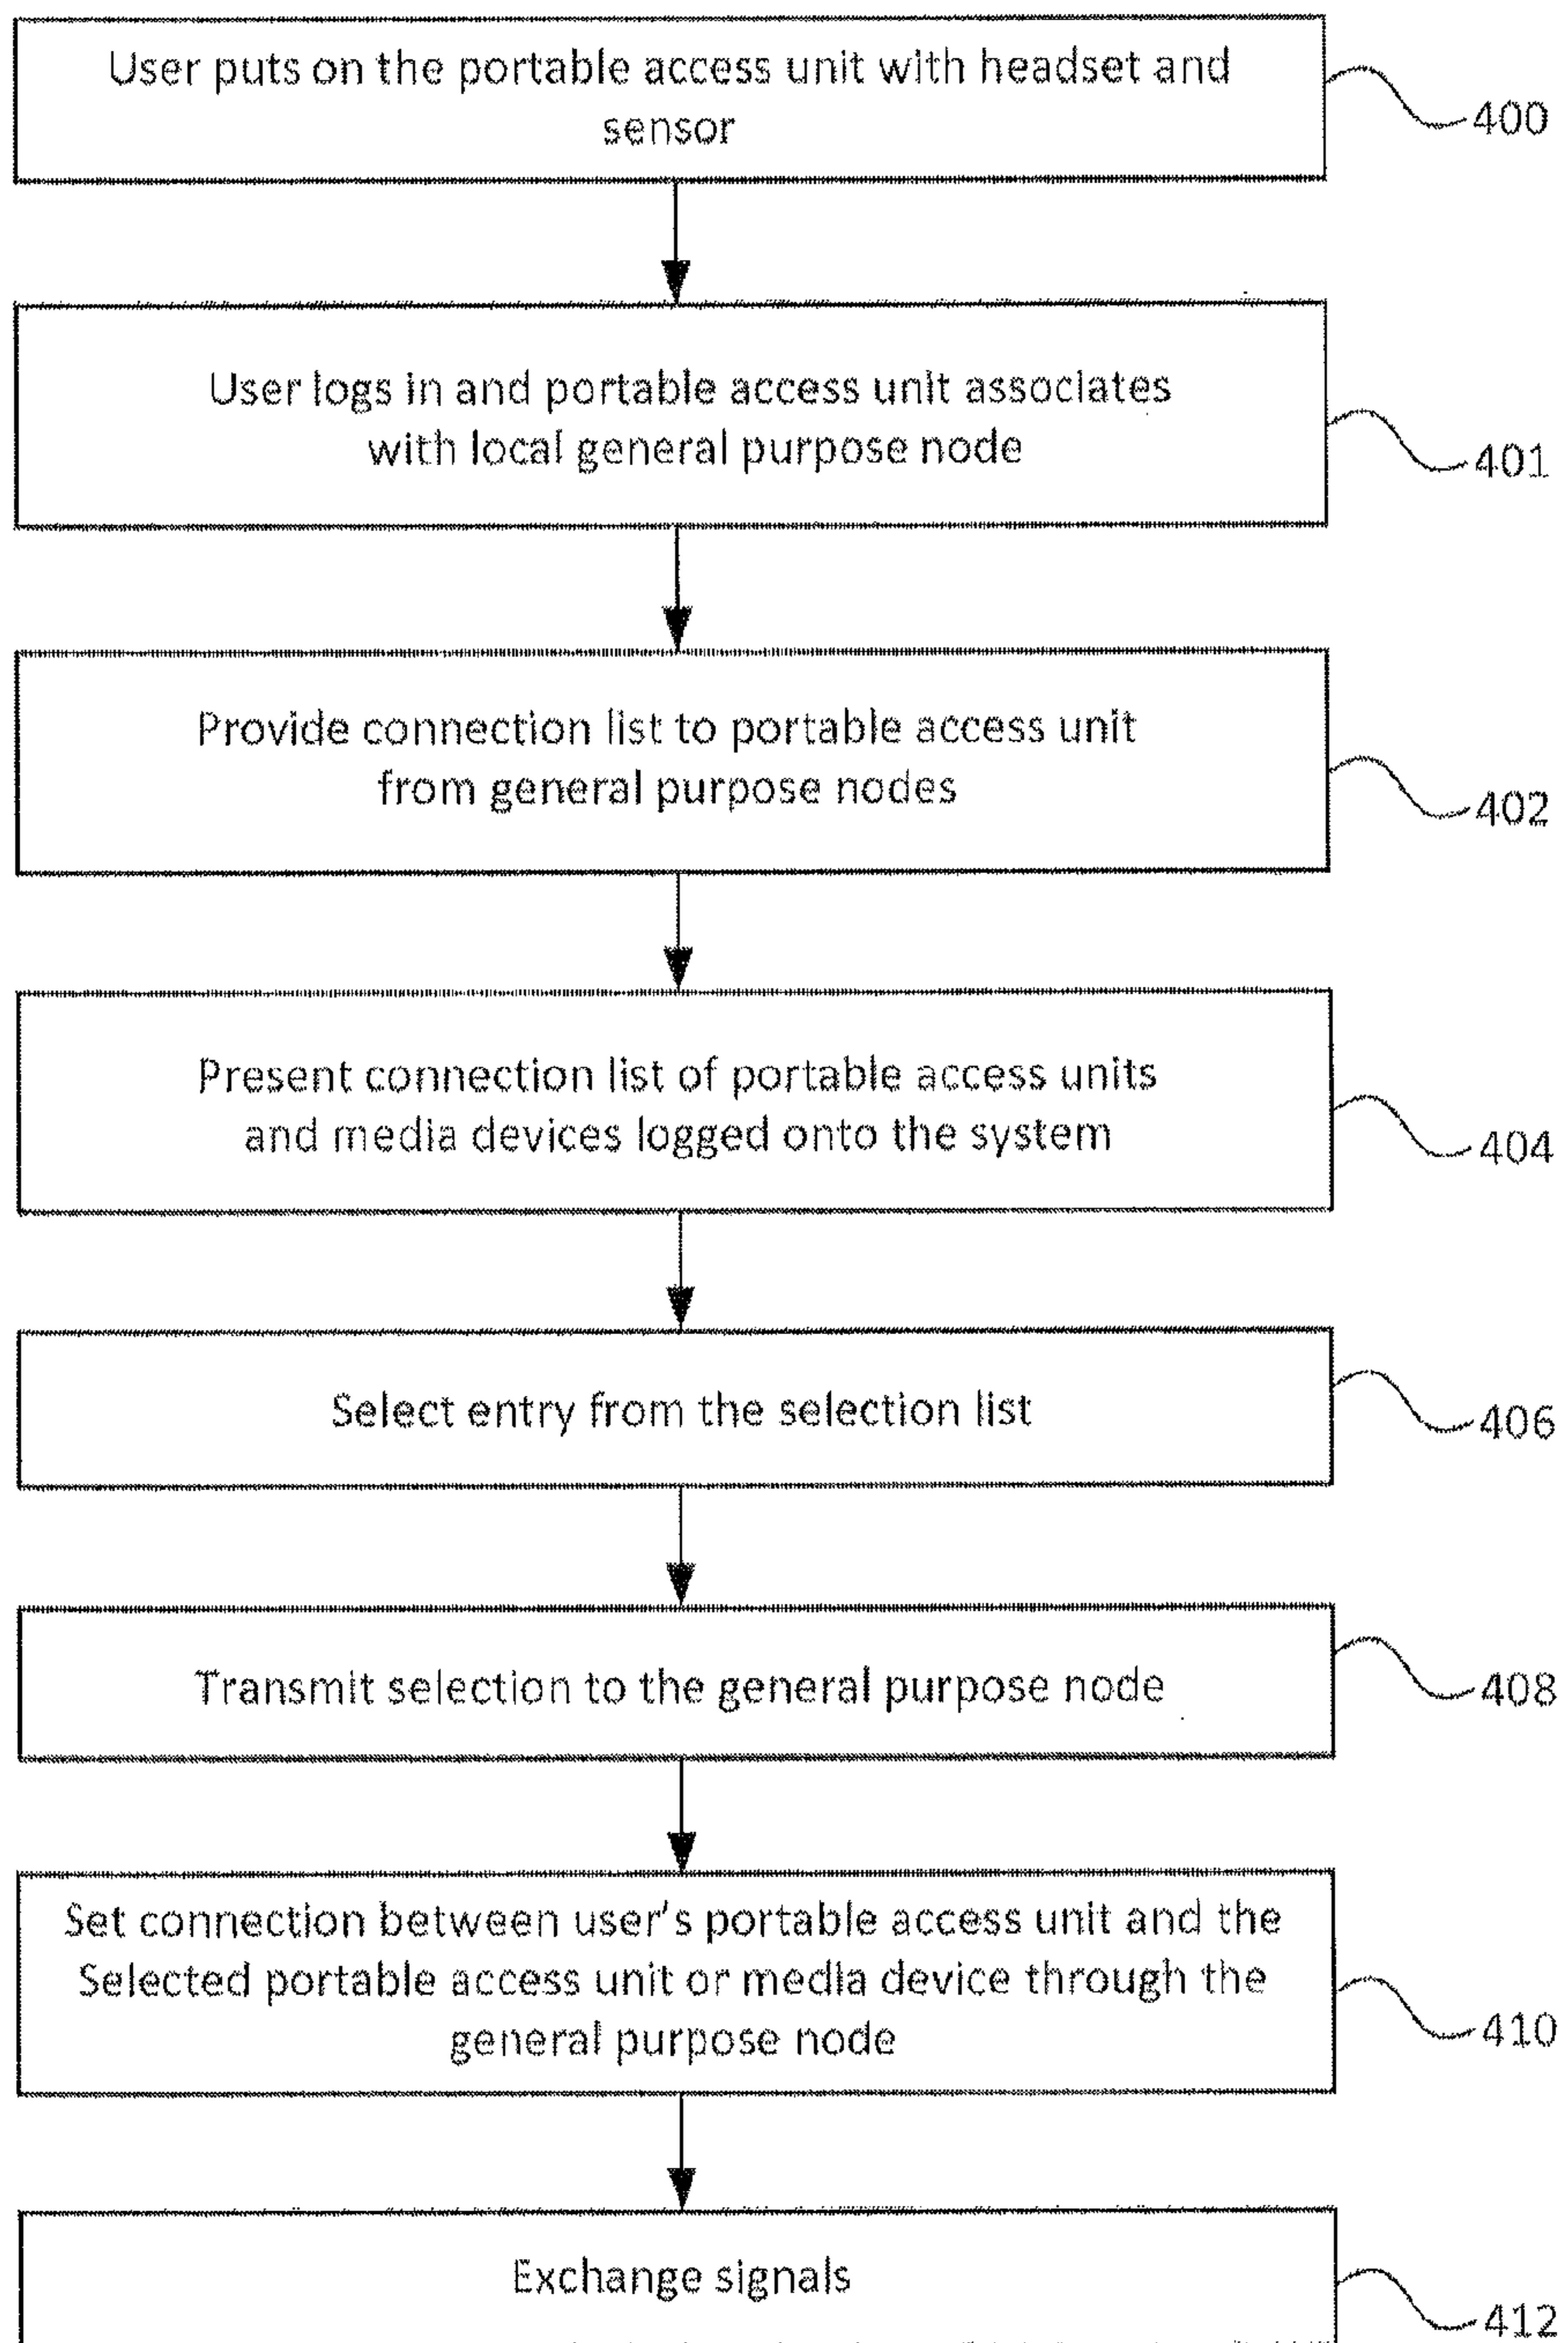 User puts on the portable access unit with headset and
sensor
400
User logs in and portable access unit associates
with local general purpose node
401
Provide connection list to portable access unit
from general purpose nodes
402
Present connection list of portable access units
and media devices logged onto the system
404
Select entry from the selection list
406
Transmit selection to the general purpose node
408
Set connection between user's portable access unit and the
Selected portable access unit or media device through the
general purpose node
410
Exchange signals
412